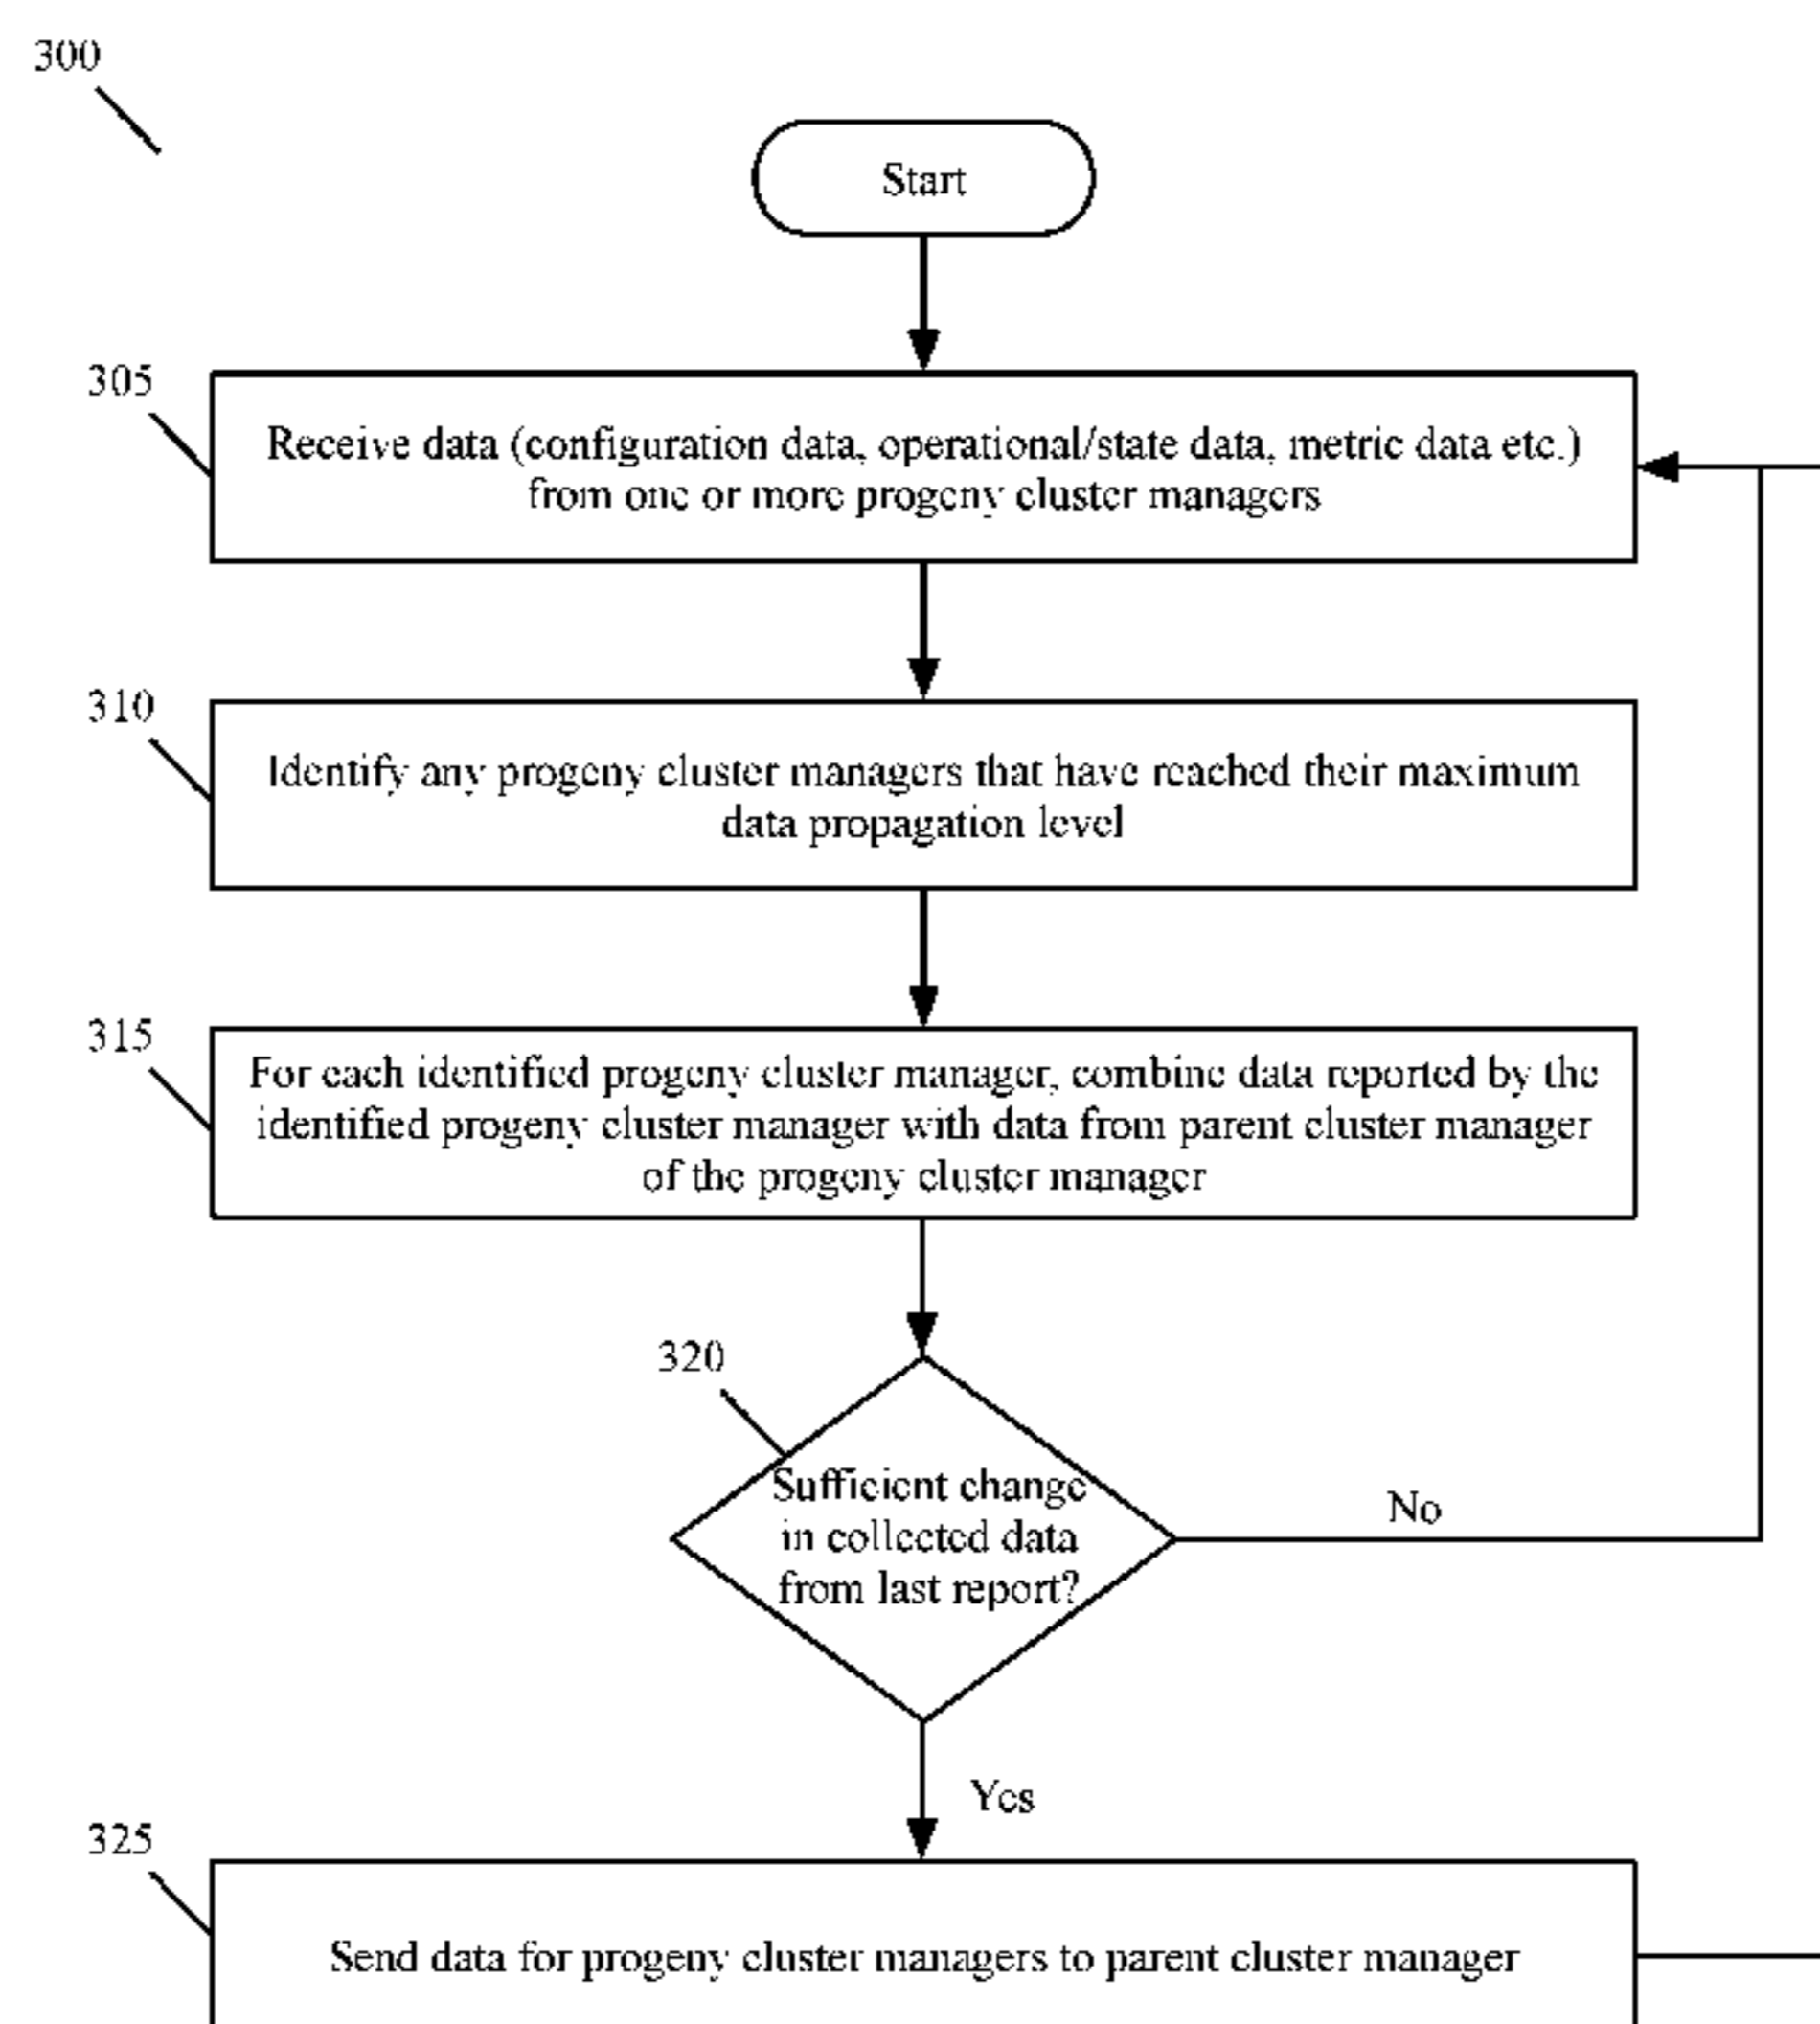 300
Start
305
Receive data (configuration data, operational/state data, metric data etc.)
from one or more progeny cluster managers
310
Identify any progeny cluster managers that have reached their maximum
data propagation level
315
For each identified progeny cluster manager, combine data reported by the
identified progeny cluster manager with data from parent cluster manager
of the progeny cluster manager
320
Sufficient change
in collected data
from last report?
No
Yes
325
Send data for progeny cluster managers to parent cluster manager